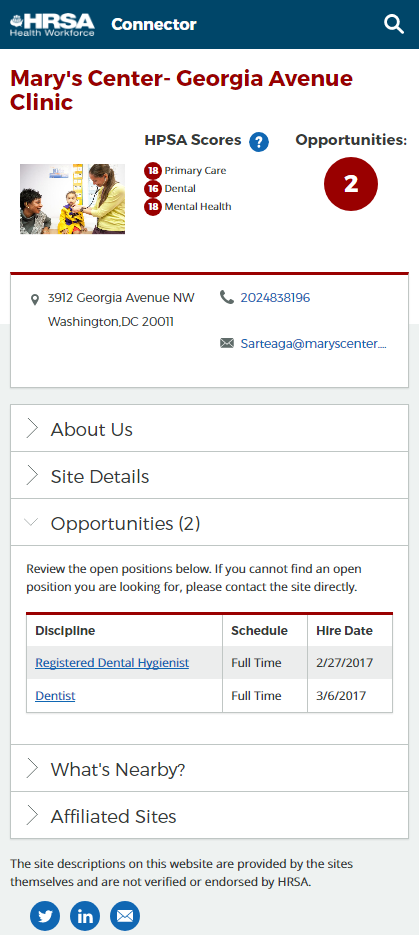 HRSA
Health Workforce
Connector
Mary's Center- Georgia Avenue
Clinic
HPSA Scores ?
Opportunities:
18 Primary Care
16 Dental
18 Mental Health
2
3912 Georgia Avenue NW
Washington,DC 20011
2024838196
Sarteaga@maryscenter....
About Us
Site Details
Opportunities (2)
Review the open positions below. If you cannot find an open
position you are looking for, please contact the site directly.
Discipline Schedule Hire Date
Registered Dental Hygienist Full Time 2/27/2017
Dentist Full Time 3/6/2017
What's Nearby?
Affiliated Sites
The site descriptions on this website are provided by the sites
themselves and are not verified or endorsed by HRSA.
in